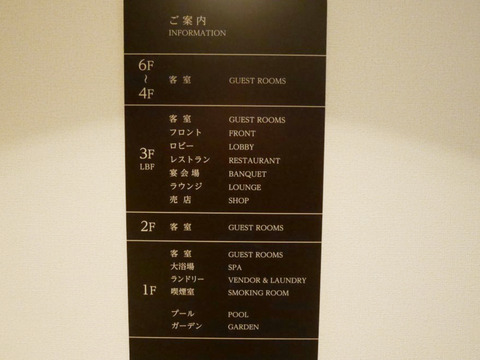 ご案内
INFORMATION
6F
~
4F
客室 GUEST ROOMS
3F
LBF
客室 GUEST ROOMS
フロント FRONT
ロビー LOBBY
レストラン RESTAURANT
宴会場 BANQUET
ラウンジ LOUNGE
売店 SHOP
2F 客室 GUEST ROOMS
1F
客室 GUEST ROOMS
大浴場 SPA
ランドリー VENDOR & LAUNDRY
喫煙室 SMOKING ROOM
プール POOL
ガーデン GARDEN